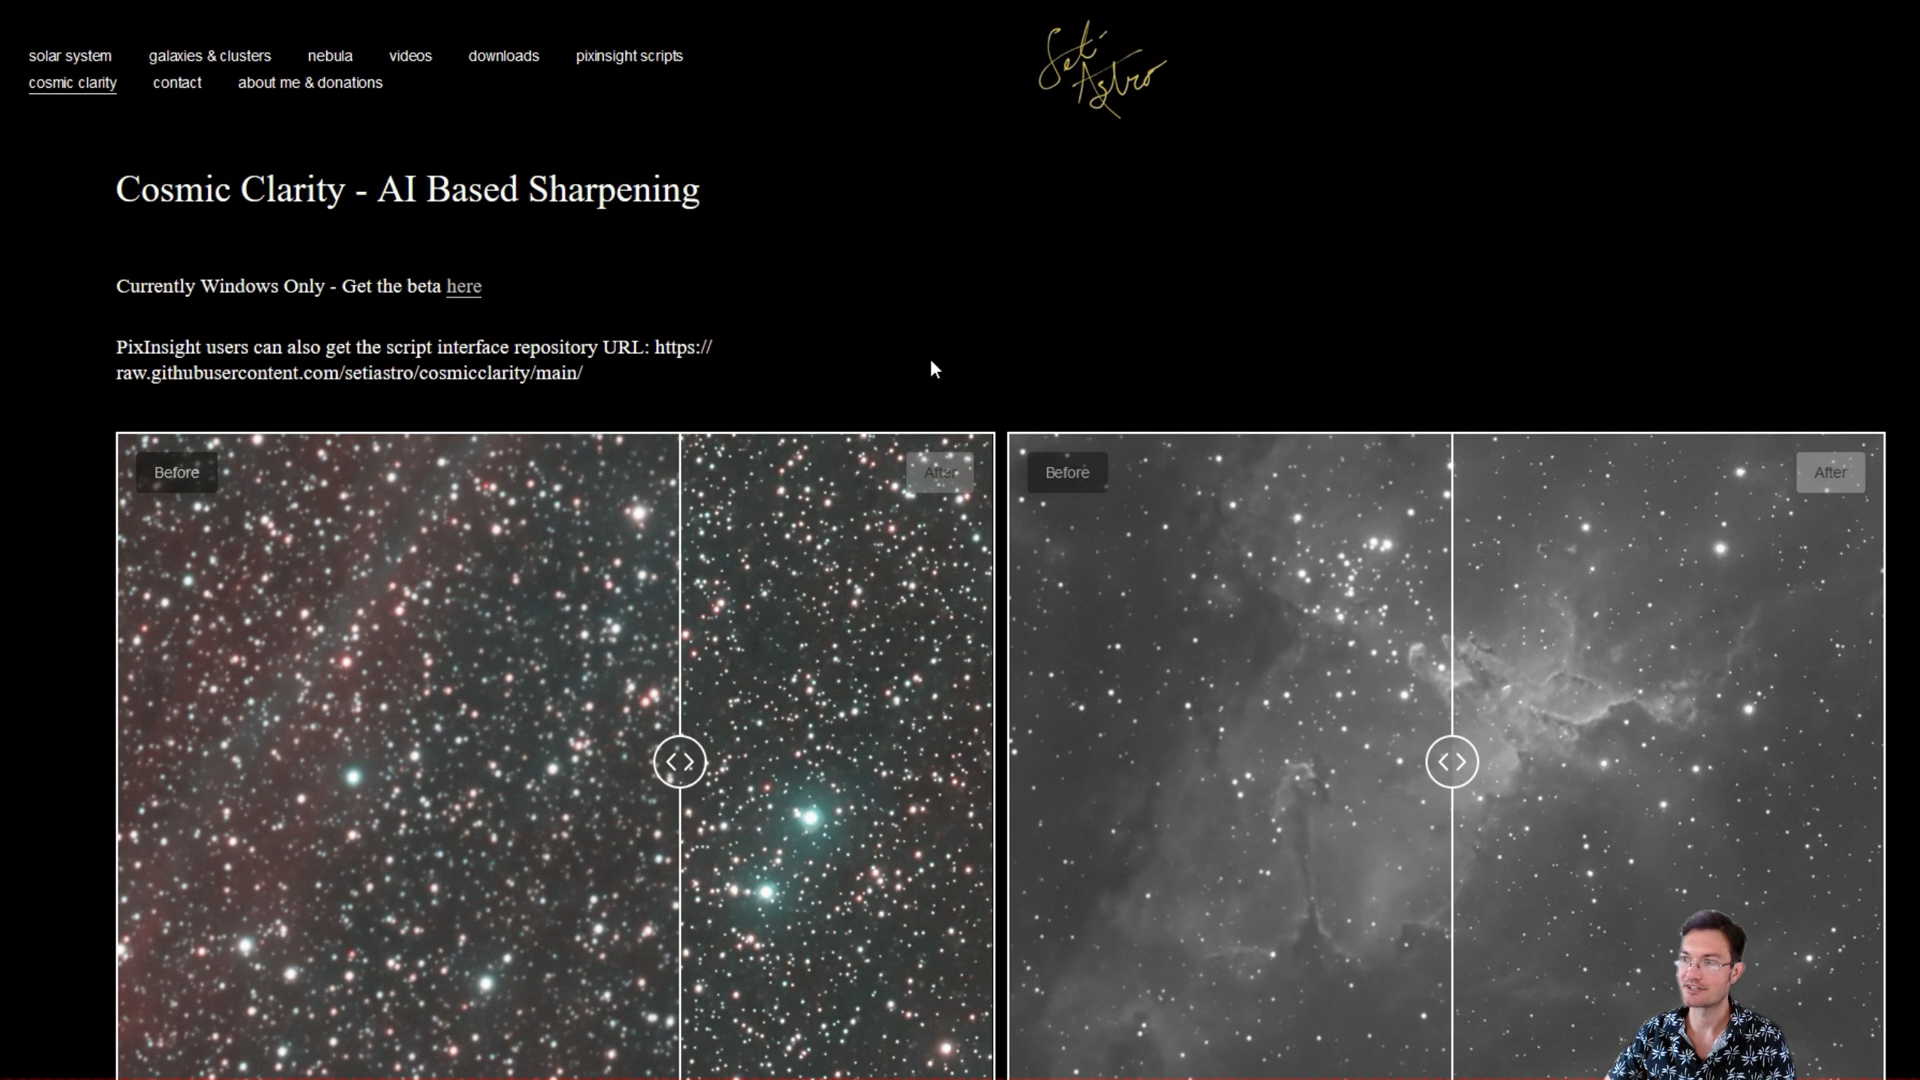 solar system galaxies & clusters nebula videos downloads pixinsight scripts
cosmic clarity contact about me & donations
Seti Astro
Cosmic Clarity - AI Based Sharpening
Currently Windows Only - Get the beta here
PixInsight users can also get the script interface repository URL: https://
raw.githubusercontent.com/setiastro/cosmicclarity/main/
Before After Before After